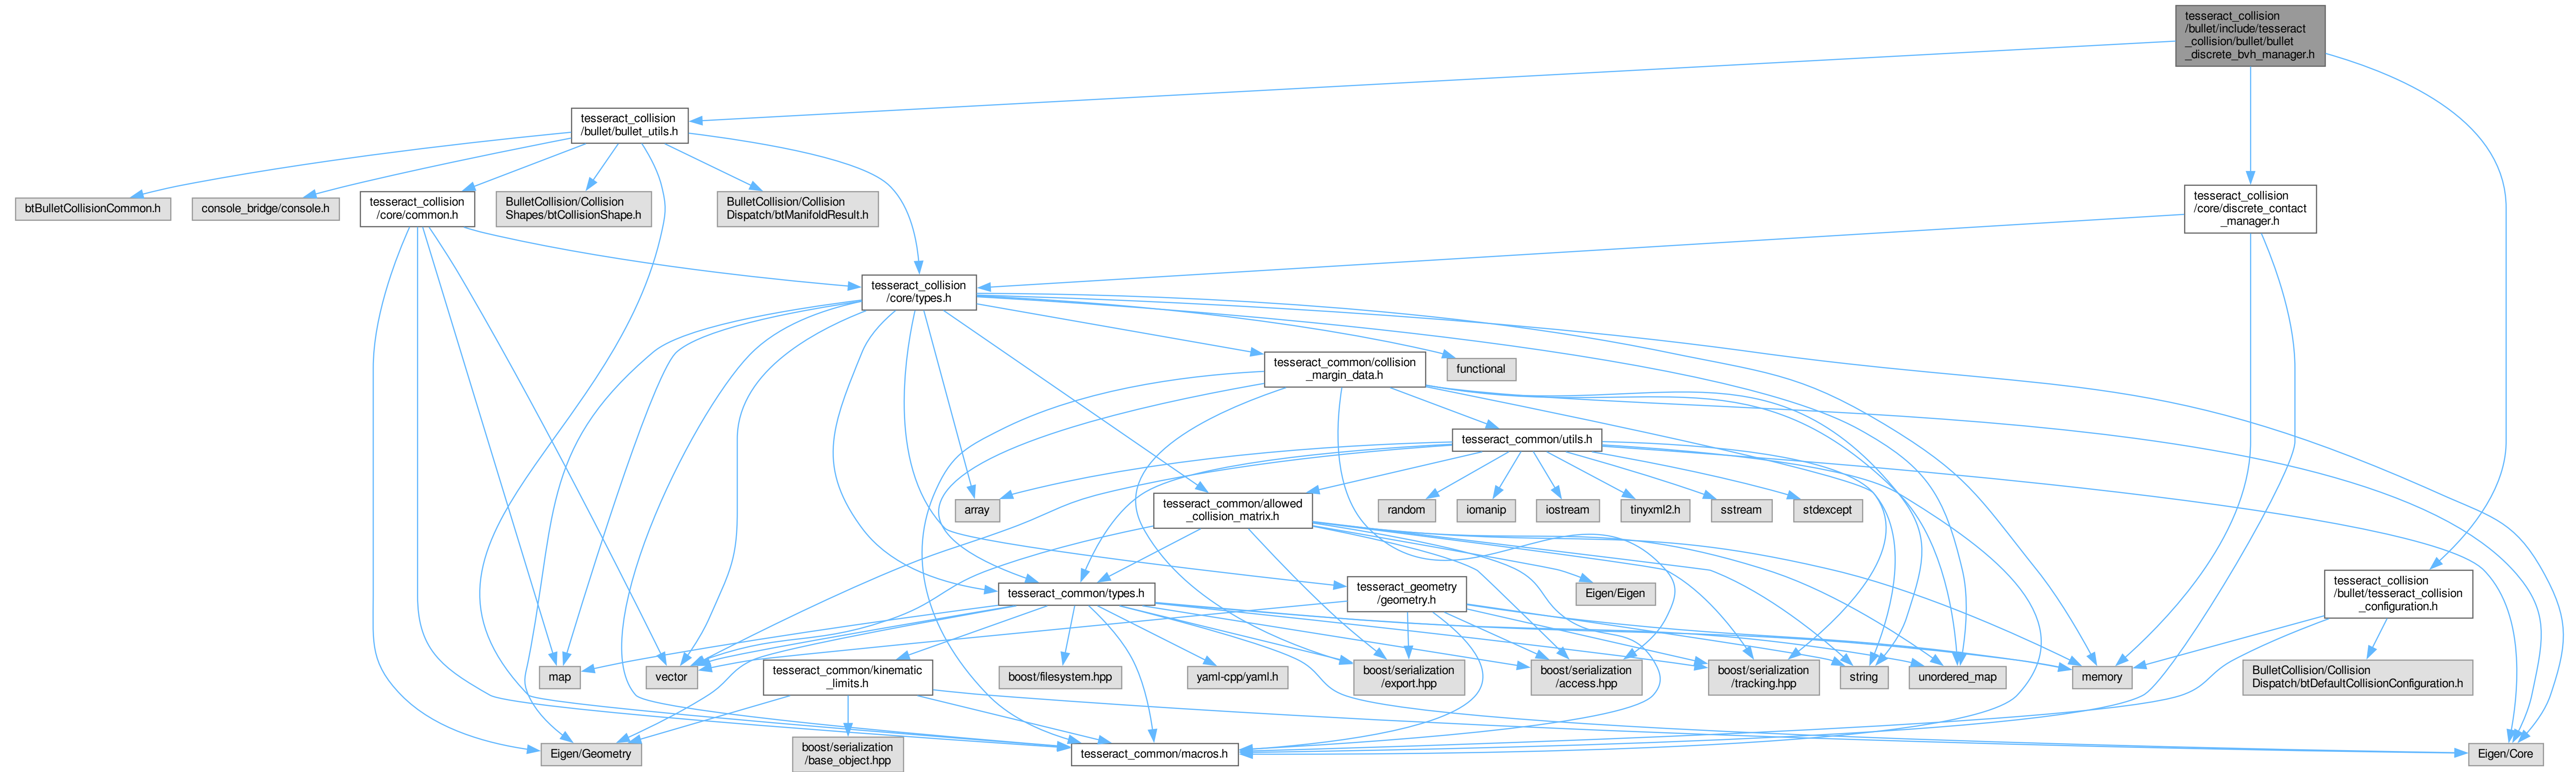 tesseract_collision
/bullet/include/tesseract
_collision/bullet/bullet
_discrete_bvh_manager.h
tesseract_collision
/bullet/bullet_utils.h
btBulletCollisionCommon.h
console_bridge/console.h
tesseract_collision
/core/common.h
BulletCollision/Collision
Shapes/btCollisionShape.h
BulletCollision/Collision
Dispatch/btManifoldResult.h
tesseract_collision
/core/discrete_contact
_manager.h
tesseract_collision
/core/types.h
tesseract_common/collision
_margin_data.h
functional
tesseract_common/utils.h
array
tesseract_common/allowed
_collision_matrix.h
random
iomanip
iostream
tinyxml2.h
sstream
stdexcept
tesseract_common/types.h
tesseract_geometry
/geometry.h
Eigen/Eigen
tesseract_collision
/bullet/tesseract_collision
_configuration.h
map
vector
tesseract_common/kinematic
_limits.h
boost/filesystem.hpp
yaml-cpp/yaml.h
boost/serialization
/export.hpp
boost/serialization
/access.hpp
boost/serialization
/tracking.hpp
string
unordered_map
memory
BulletCollision/Collision
Dispatch/btDefaultCollisionConfiguration.h
Eigen/Geometry
boost/serialization
/base_object.hpp
tesseract_common/macros.h
Eigen/Core